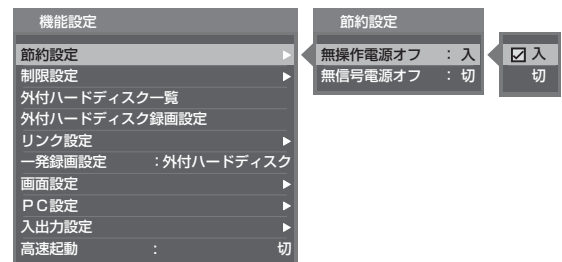 機能設定
節約設定
制限設定
外付ハードディスク一覧
外付ハードディスク録画設定
リンク設定
一発録画設定　：外付ハードディスク
画面設定
ＰＣ設定
入出力設定
高速起動　：　切
節約設定
無操作電源オフ　：　入
無信号電源オフ　：　切
入
切